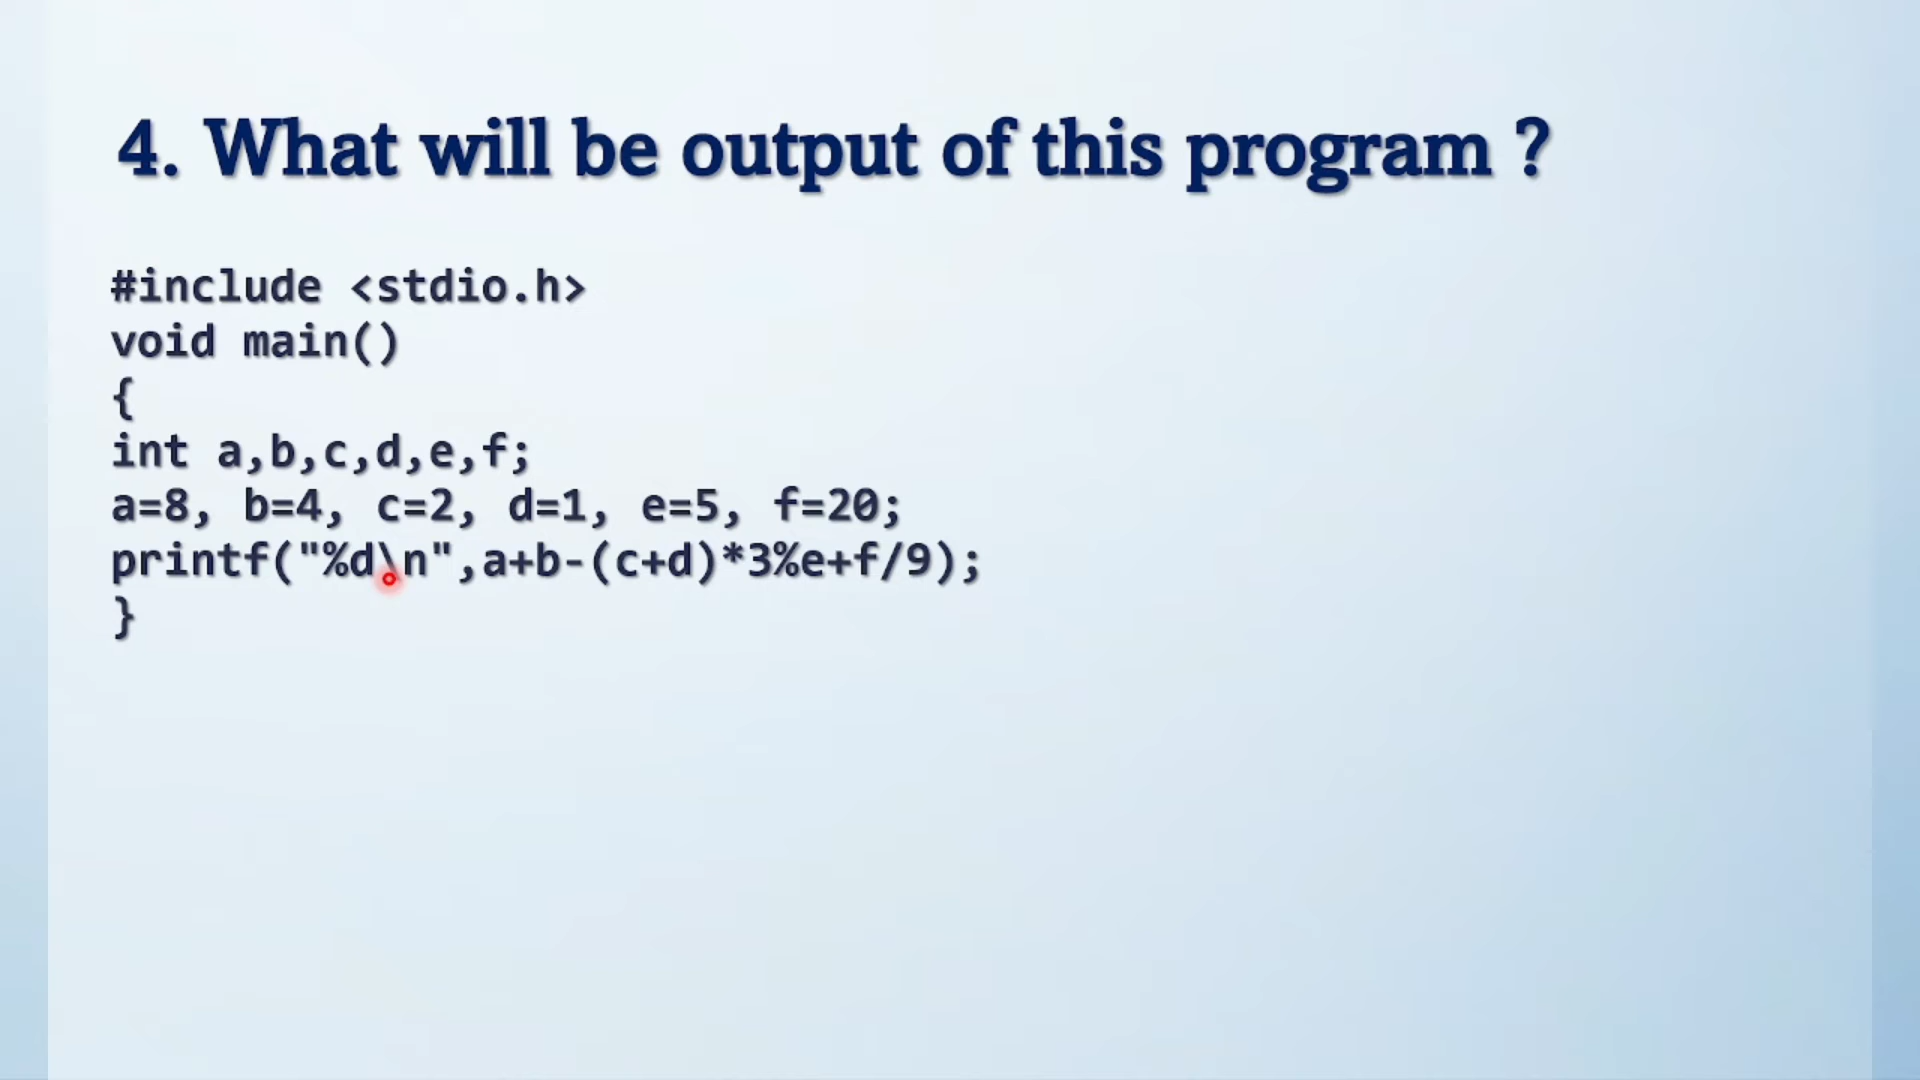 4. What will be output of this program ?
#include <stdio.h>
void main()
{
int a,b,c,d,e,f;
a=8, b=4, c=2, d=1, e=5, f=20;
printf("%d\n",a+b-(c+d)*3%e+f/9);
}